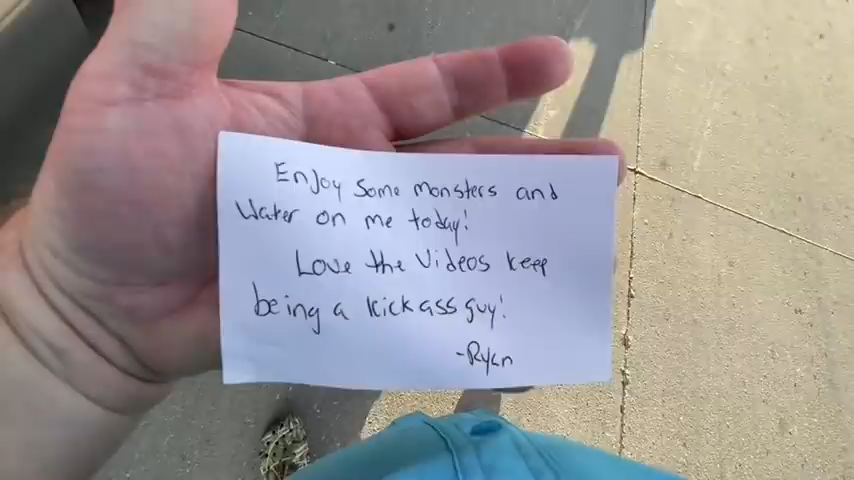 Enjoy Some monsters and
Water on me today!
Love the Videos keep
being a kickass guy!
-Ryan